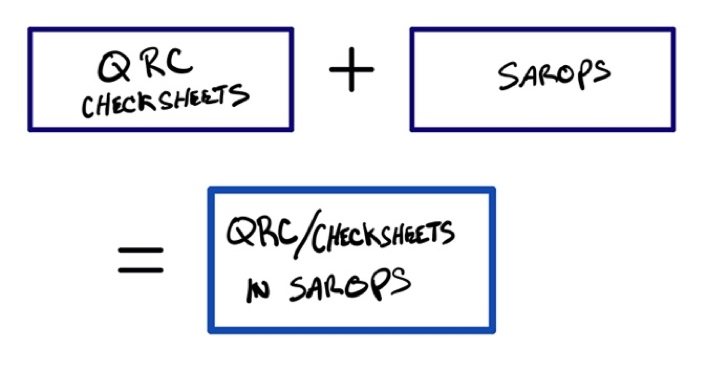 QRC
CHECKSHEETS
+
SAROPS
=
QRC/CHECKSHEETS
IN SAROPS